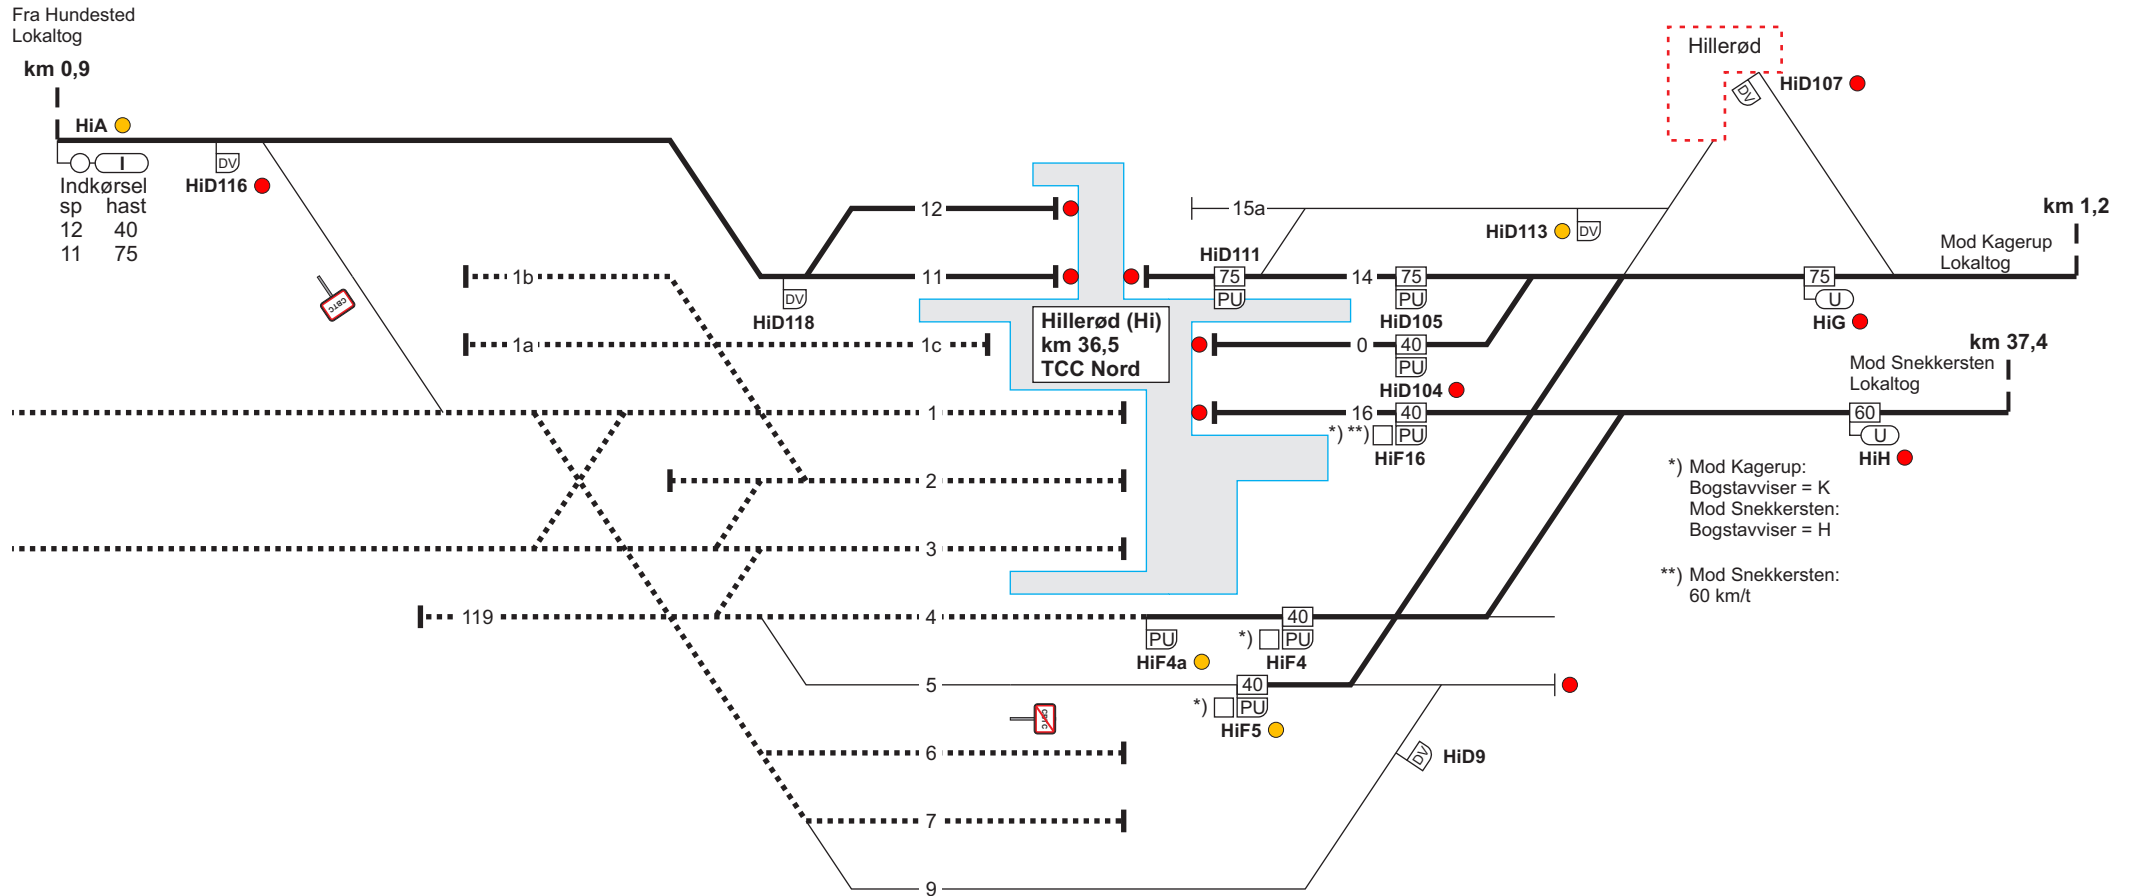 Fra Hundested
Lokaltog
km 0,9
HiA
I
Indkørsel
sp hast
12 40
11 75
DV
HiD116
CBTC
12
11
DV
HiD118
1b
1a
1c
1
2
3
119
4
5
6
7
9
Hillerød (Hi)
km 36,5
TCC Nord
15a
HiD113
DV
Hillerød
DV
HiD107
km 1,2
Mod Kagerup
Lokaltog
HiD111
75
PU
14
75
PU
HiD105
75
U
HiG
0
40
PU
HiD104
km 37,4
Mod Snekkersten
Lokaltog
16
40
*) **)
PU
HiF16
60
U
HiH
*) Mod Kagerup:
Bogstavviser = K
Mod Snekkersten:
Bogstavviser = H
**) Mod Snekkersten:
60 km/t
PU
HiF4a
40
*)
PU
HiF4
40
*)
PU
HiF5
CBTC
DV
HiD9